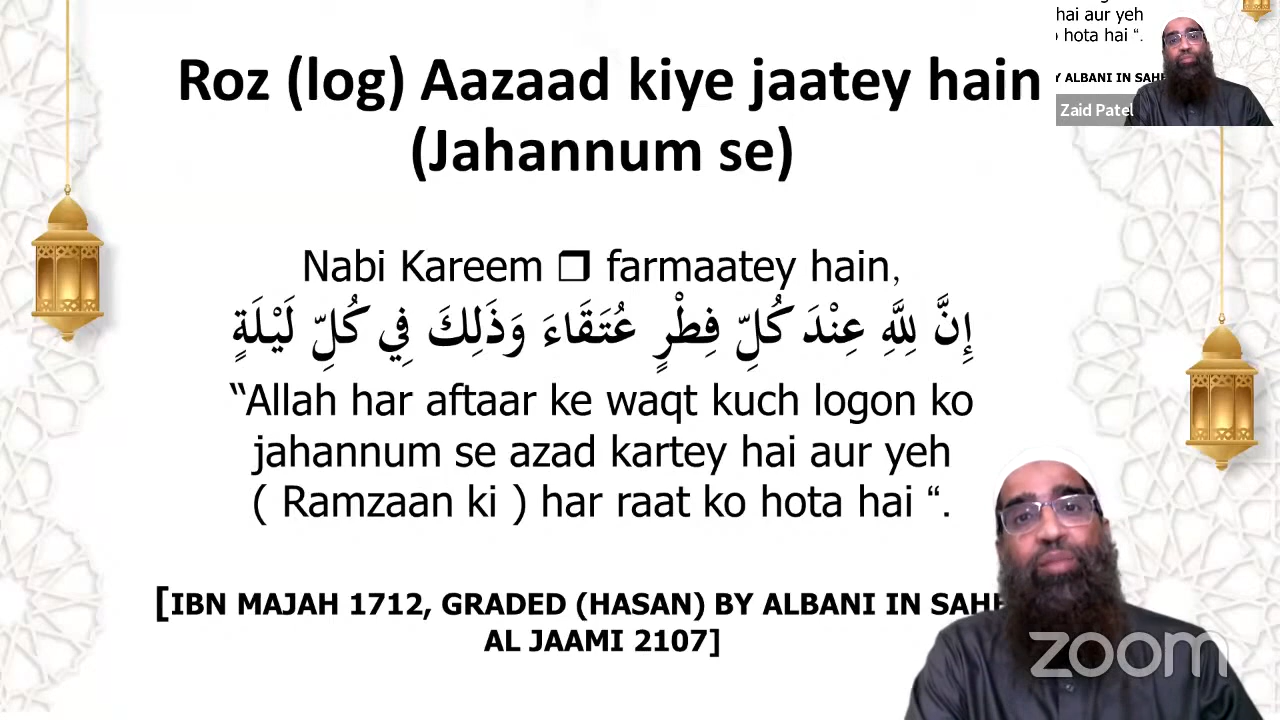 Roz (log) Aazaad kiye jaatey hain
(Jahannum se)
hai aur yeh
hota hai “.
ALBANI IN
Zaid Patel
Nabi Kareem ❒ farmaatey hain,
إِنَّ لِلَّهِ عِنْدَ كُلِّ فِطْرٍ عُتَقَاءَ وَذَلِكَ فِي كُلِّ لَيْلَةٍ
“Allah har aftaar ke waqt kuch logon ko
jahannum se azad kartey hai aur yeh
( Ramzaan ki ) har raat ko hota hai “.
[IBN MAJAH 1712, GRADED (HASAN) BY ALBANI IN
AL JAAMI 2107]
zoom